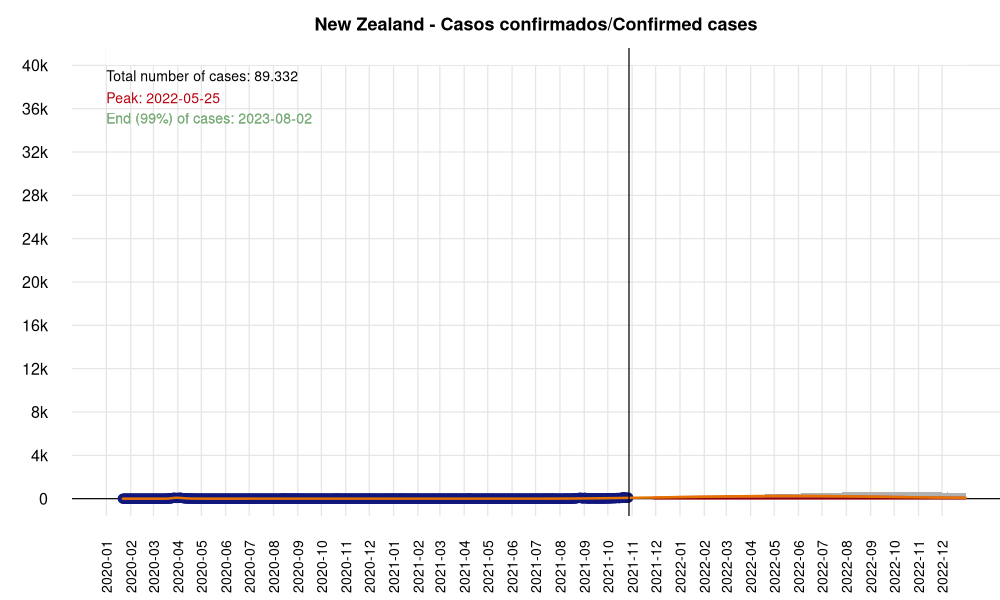 New Zealand - Casos confirmados/Confirmed cases
40k
Total number of cases: 89.332
Peak: 2022-05-25
36k
End (99%) of cases: 2023-08-02
32k
28k
24k
20k
16k
12k
8k
4k
0
2020-01
2020-02
2020-03
2020-04
2020-05
2020-06
2020-07
2020-08
2020-09
2020-10
2020-11
2020-12
2021-01
2021-02
2021-03
2021-04
2021-05
2021-06
2021-07
2021-08
2021-09
2021-10
2021-11
2021-12
2022-01
2022-02
2022-03
2022-04
2022-05
2022-06
2022-07
2022-08
2022-09
2022-10
2022-11
2022-12